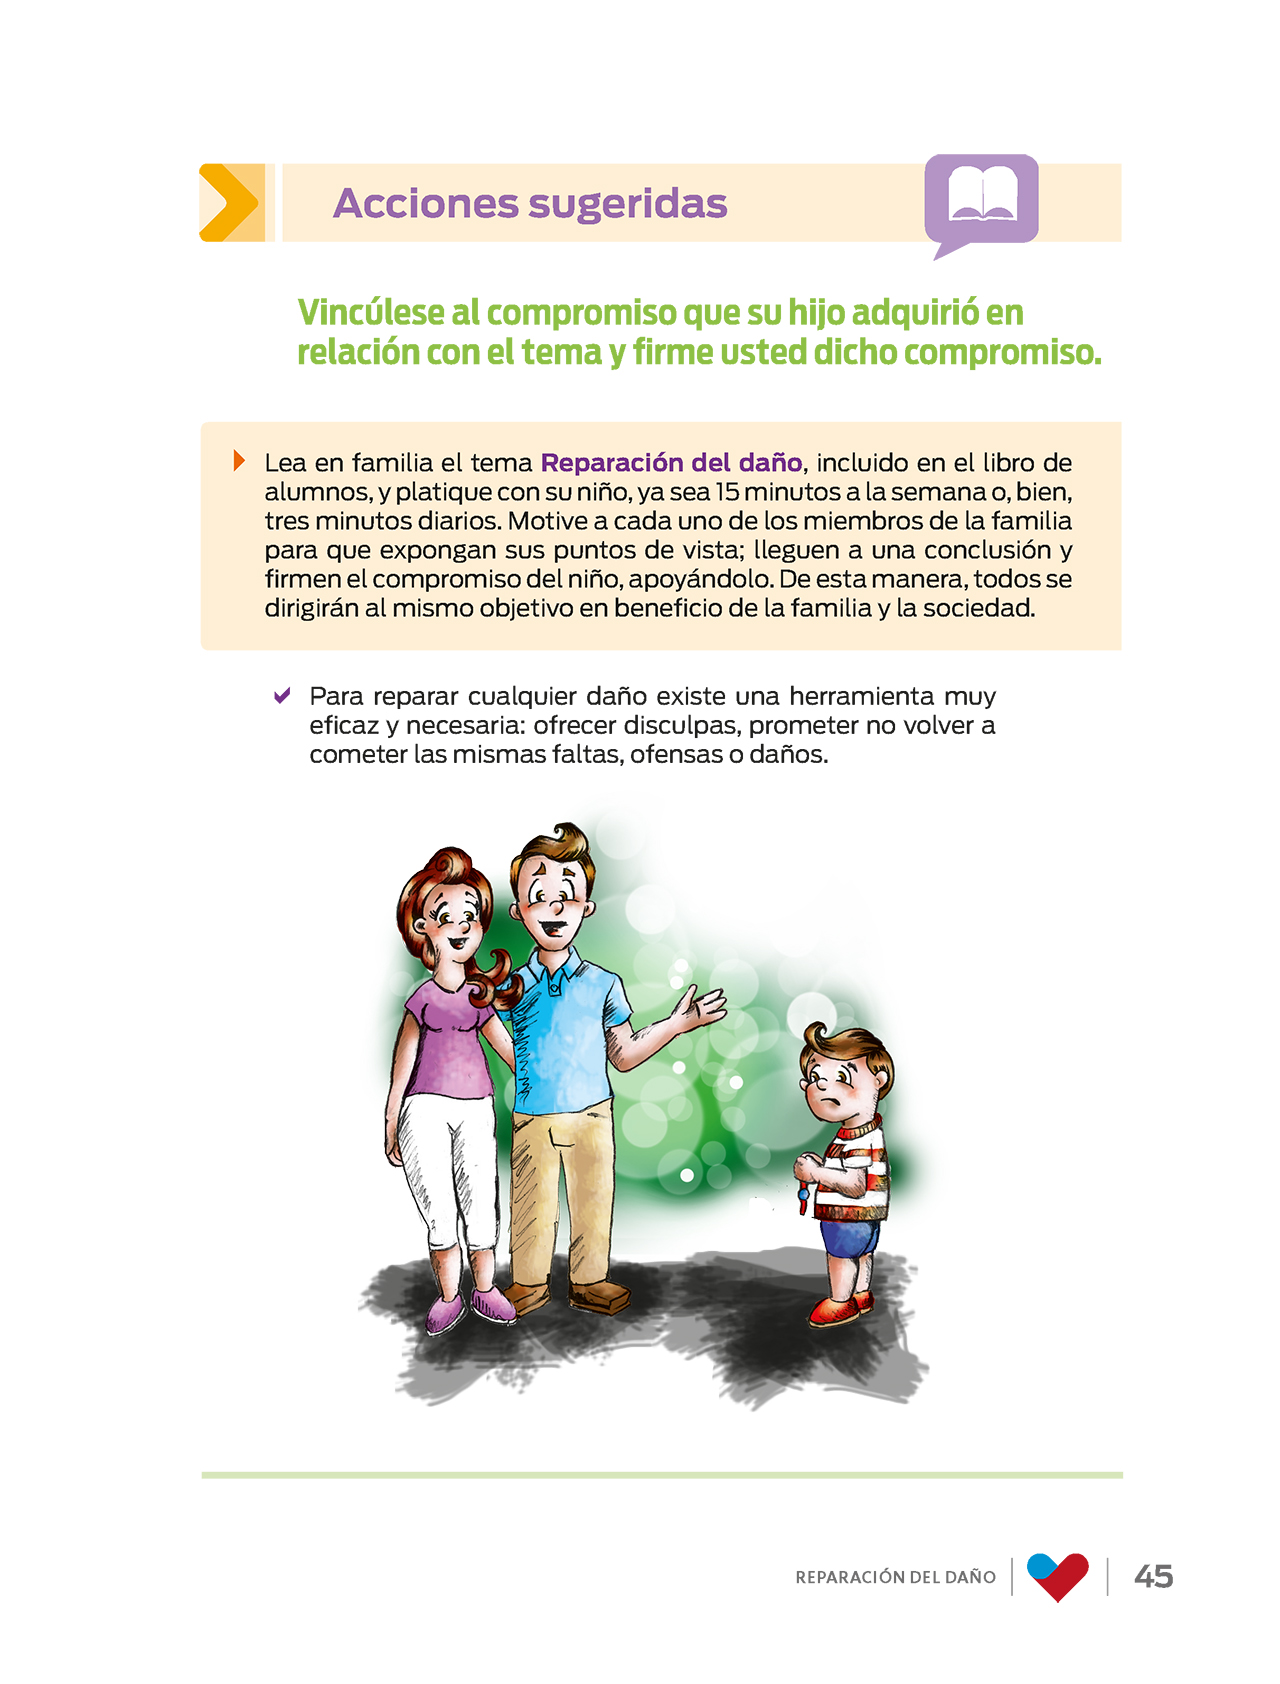 Acciones sugeridas
Vincúlese al compromiso que su hijo adquirió en
relación con el tema y firme usted dicho compromiso.
Lea en familia el tema Reparación del daño, incluido en el libro de
alumnos, y platique con su niño, ya sea 15 minutos a la semana o, bien,
tres minutos diarios. Motive a cada uno de los miembros de la familia
para que expongan sus puntos de vista; lleguen a una conclusión y
firmen el compromiso del niño, apoyándolo. De esta manera, todos se
dirigirán al mismo objetivo en beneficio de la familia y la sociedad.
Para reparar cualquier daño existe una herramienta muy
eficaz y necesaria: ofrecer disculpas, prometer no volver a
cometer las mismas faltas, ofensas o daños.
REPARACIÓN DEL DAÑO
45